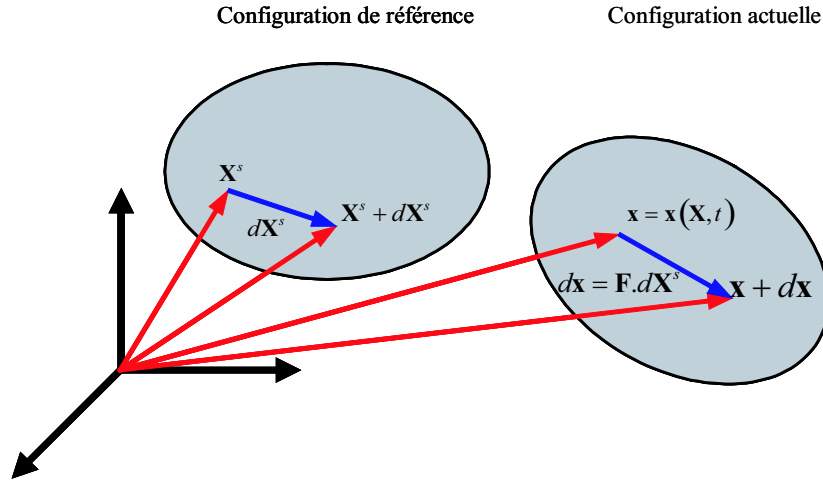 Configuration de référence
Configuration actuelle
𝐗ˢ
d𝐗ˢ
𝐗ˢ + d𝐗ˢ
𝐱 = 𝐱(𝐗,t)
d𝐱 = 𝐅.d𝐗ˢ
𝐱 + d𝐱